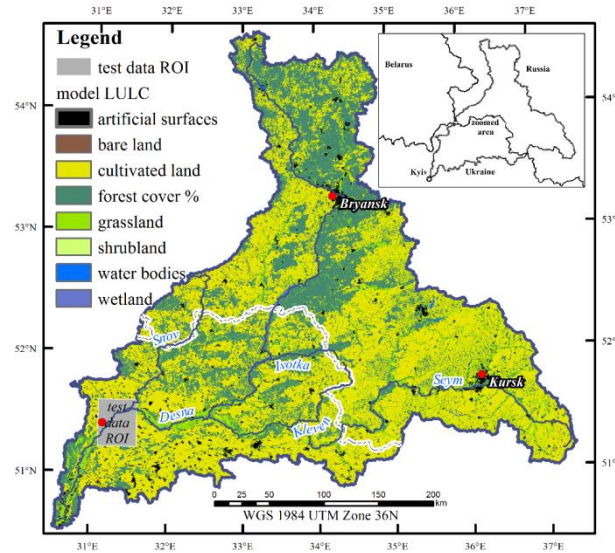 31°E 32°E 33°E 34°E 35°E 36°E 37°E
Legend
test data ROI
model LULC
artificial surfaces
bare land
cultivated land
forest cover %
grassland
shrubland
water bodies
wetland
Belarus
Russia
zoomed
area
Kyiv
Ukraine
54°N
54°N
53°N
53°N
52°N
52°N
51°N
51°N
Bryansk
Snov
Ivotka
Seym
Kursk
Desna
Kleven
test
data
ROI
0 50 100 150 200
km
WGS 1984 UTM Zone 36N
31°E 32°E 33°E 34°E 35°E 36°E 37°E